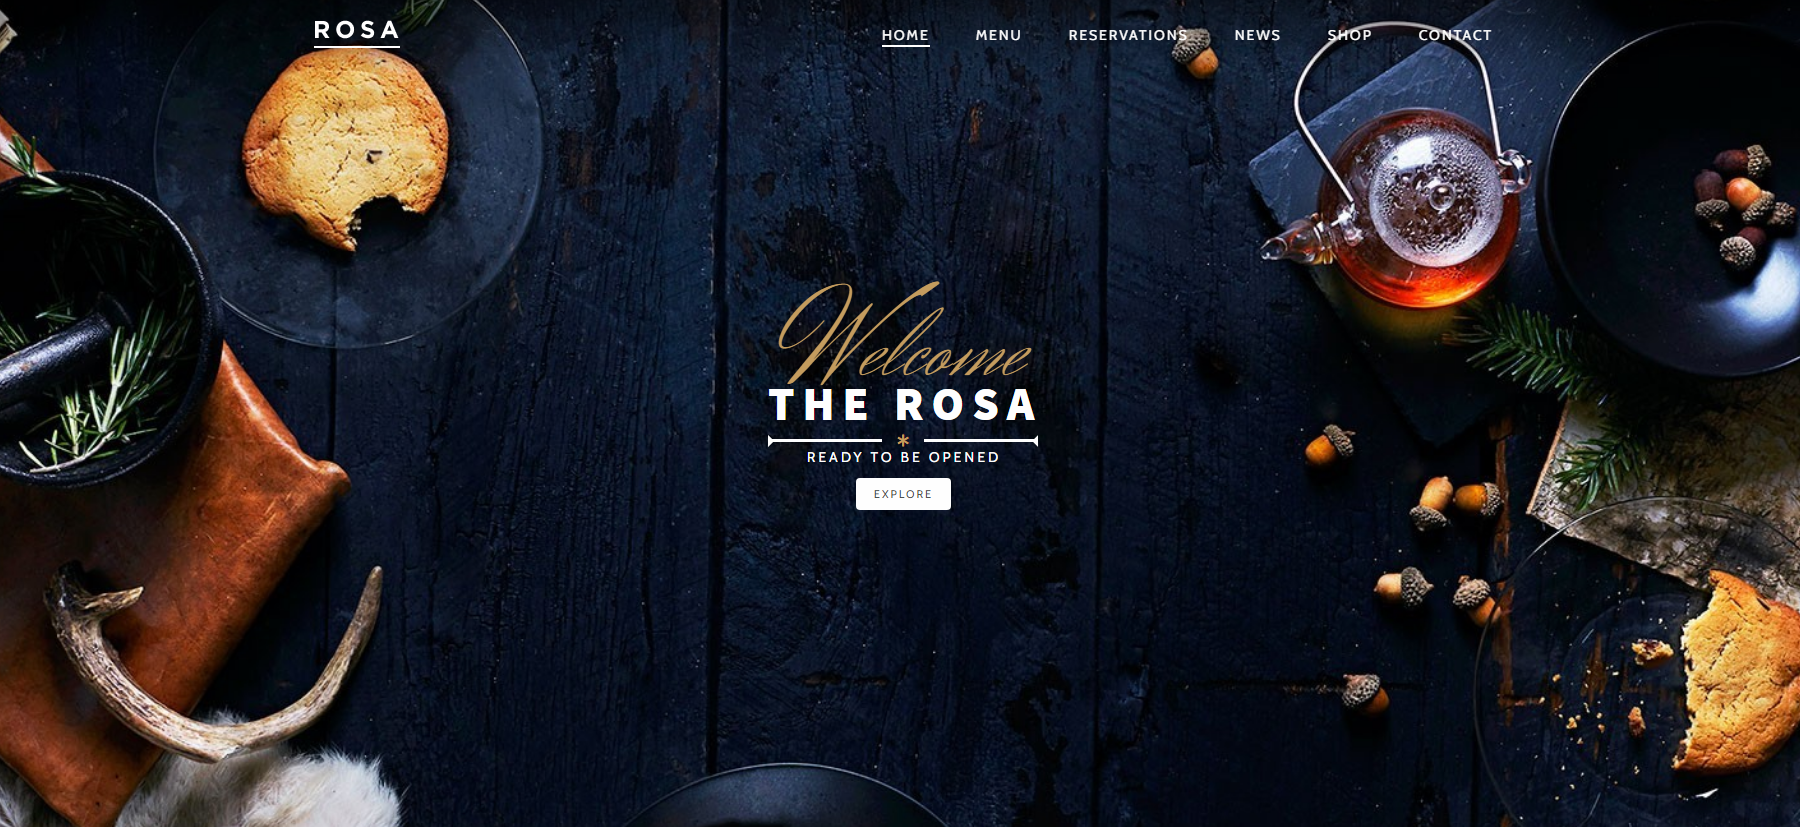 ROSA
HOME MENU RESERVATIONS NEWS SHOP CONTACT
Welcome
THE ROSA
READY TO BE OPENED
EXPLORE